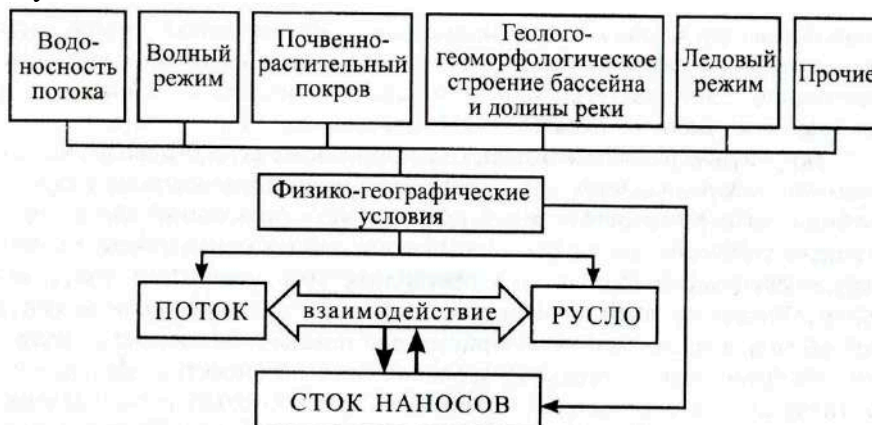 Водо-
носность
потока
Водный
режим
Почвенно-
растительный
покров
Геолого-
геоморфологическое
строение бассейна
и долины реки
Ледовый
режим
Прочие
Физико-географические
условия
ПОТОК
взаимодействие
РУСЛО
СТОК НАНОСОВ